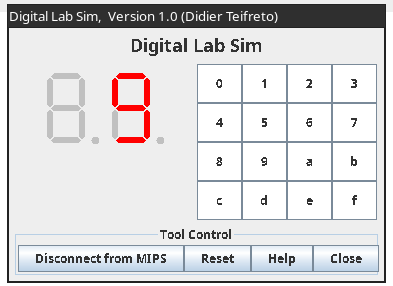 Digital Lab Sim, Version 1.0 (Didier Teifreto)
Digital Lab Sim
9
0 1 2 3
4 5 6 7
8 9 a b
c d e f
Tool Control
Disconnect from MIPS Reset Help Close